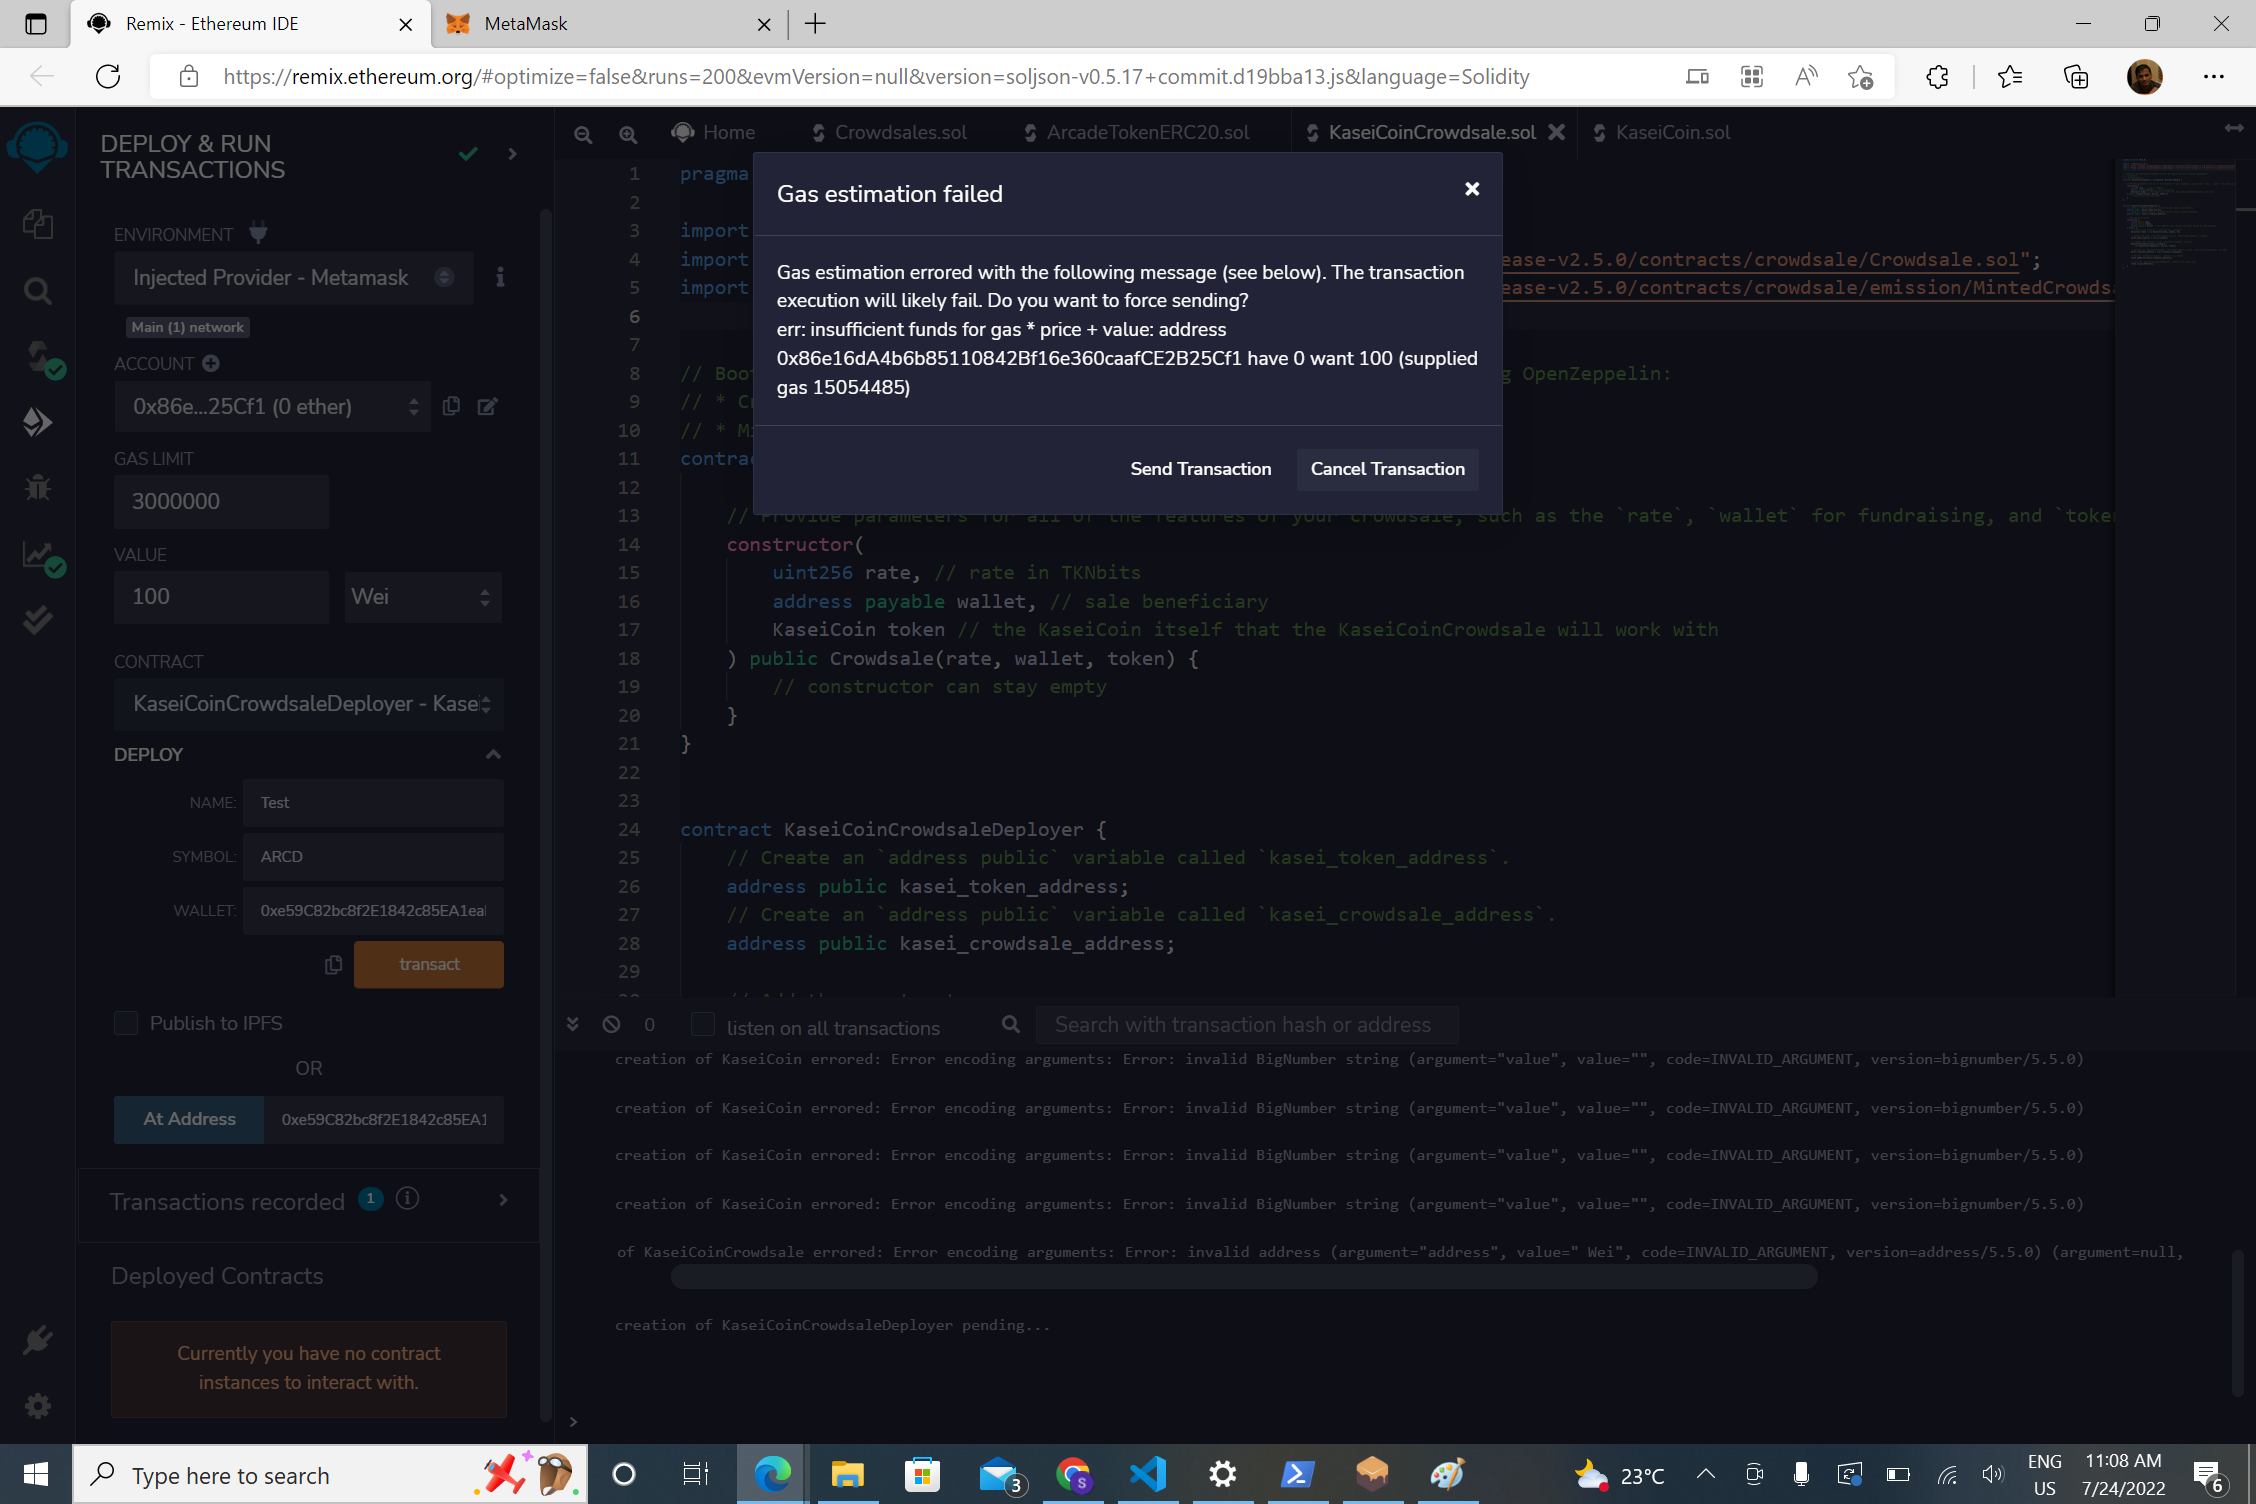 Remix - Ethereum IDE
MetaMask
https://remix.ethereum.org/#optimize=false&runs=200&evmVersion=null&version=soljson-v0.5.17+commit.d19bba13.js&language=Solidity
DEPLOY & RUN
TRANSACTIONS
ENVIRONMENT
Injected Provider - Metamask
Main (1) network
ACCOUNT
0x86e...25Cf1 (0 ether)
GAS LIMIT
3000000
VALUE
100
Wei
CONTRACT
KaseiCoinCrowdsaleDeployer - Kasei
DEPLOY
NAME:
Test
SYMBOL:
ARCD
WALLET:
0xe59C82bc8f2E1842c85EA1eal
transact
Publish to IPFS
OR
At Address
0xe59C82bc8f2E1842c85EA1
Transactions recorded 1
Deployed Contracts
Currently you have no contract
instances to interact with.
Home
Crowdsales.sol
ArcadeTokenERC20.sol
KaseiCoinCrowdsale.sol
KaseiCoin.sol
Gas estimation failed
Gas estimation errored with the following message (see below). The transaction
execution will likely fail. Do you want to force sending?
err: insufficient funds for gas * price + value: address
0x86e16dA4b6b85110842Bf16e360caafCE2B25Cf1 have 0 want 100 (supplied
gas 15054485)
Send Transaction
Cancel Transaction
1 pragma
2
3 import
4 import ease-v2.5.0/contracts/crowdsale/Crowdsale.sol";
5 import ease-v2.5.0/contracts/crowdsale/emission/MintedCrowdsa
6
7
8 // Boot g OpenZeppelin:
9 // * Cr
10 // * Mi
11 contrac
12
13 // Provide parameters for all of the features of your crowdsale, such as the `rate`, `wallet` for fundraising, and `token
14 constructor(
15 uint256 rate, // rate in TKNbits
16 address payable wallet, // sale beneficiary
17 KaseiCoin token // the KaseiCoin itself that the KaseiCoinCrowdsale will work with
18 ) public Crowdsale(rate, wallet, token) {
19 // constructor can stay empty
20 }
21 }
22
23
24 contract KaseiCoinCrowdsaleDeployer {
25 // Create an `address public` variable called `kasei_token_address`.
26 address public kasei_token_address;
27 // Create an `address public` variable called `kasei_crowdsale_address`.
28 address public kasei_crowdsale_address;
29
0
listen on all transactions
Search with transaction hash or address
creation of KaseiCoin errored: Error encoding arguments: Error: invalid BigNumber string (argument="value", value="", code=INVALID_ARGUMENT, version=bignumber/5.5.0)
creation of KaseiCoin errored: Error encoding arguments: Error: invalid BigNumber string (argument="value", value="", code=INVALID_ARGUMENT, version=bignumber/5.5.0)
creation of KaseiCoin errored: Error encoding arguments: Error: invalid BigNumber string (argument="value", value="", code=INVALID_ARGUMENT, version=bignumber/5.5.0)
creation of KaseiCoin errored: Error encoding arguments: Error: invalid BigNumber string (argument="value", value="", code=INVALID_ARGUMENT, version=bignumber/5.5.0)
of KaseiCoinCrowdsale errored: Error encoding arguments: Error: invalid address (argument="address", value=" Wei", code=INVALID_ARGUMENT, version=address/5.5.0) (argument=null,
creation of KaseiCoinCrowdsaleDeployer pending...
>
Type here to search
3
S
23°C
ENG
US
11:08 AM
7/24/2022
6